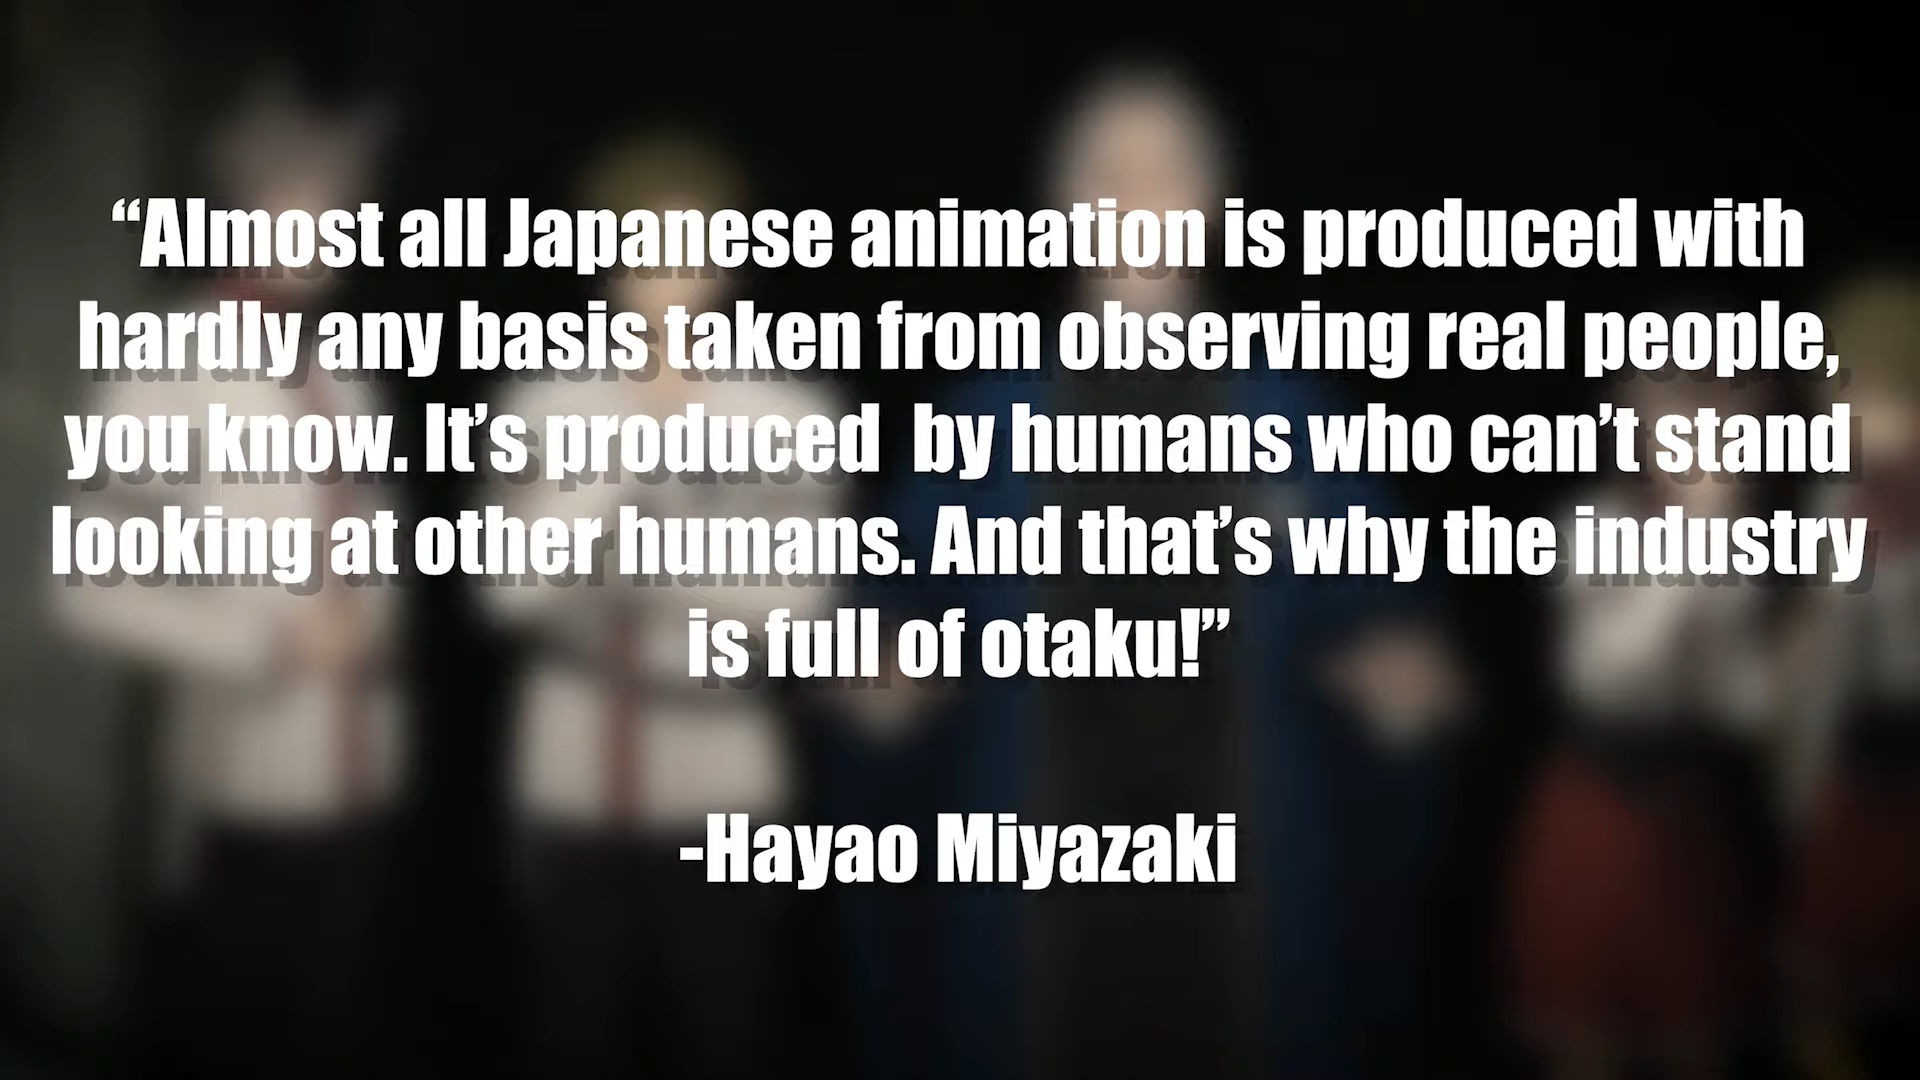 “Almost all Japanese animation is produced with
hardly any basis taken from observing real people,
you know. It’s produced  by humans who can’t stand
looking at other humans. And that’s why the industry
is full of otaku!”
-Hayao Miyazaki